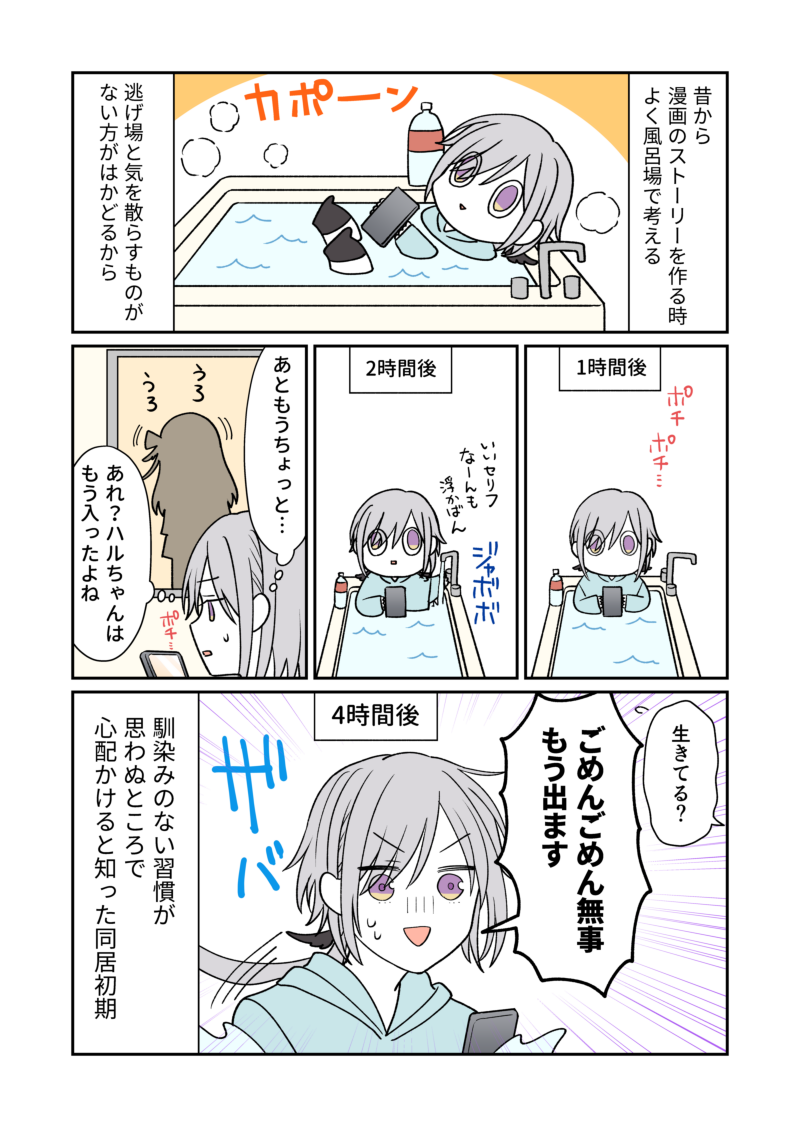 昔から
漫画のストーリーを作る時
よく風呂場で考える
カポーン
逃げ場と気を散らすものが
ない方がはかどるから
1時間後
ポチ
ポチ…
2時間後
いいセリフ
なーんも
浮かばん
ジャボボ
あともうちょっと…
うろ
うろ
あれ?ハルちゃんは
もう入ったよね
ポチ…
生きてる?
4時間後
ごめんごめん無事
もう出ます
ギバ
馴染みのない習慣が
思わぬところで
心配かけると知った同居初期